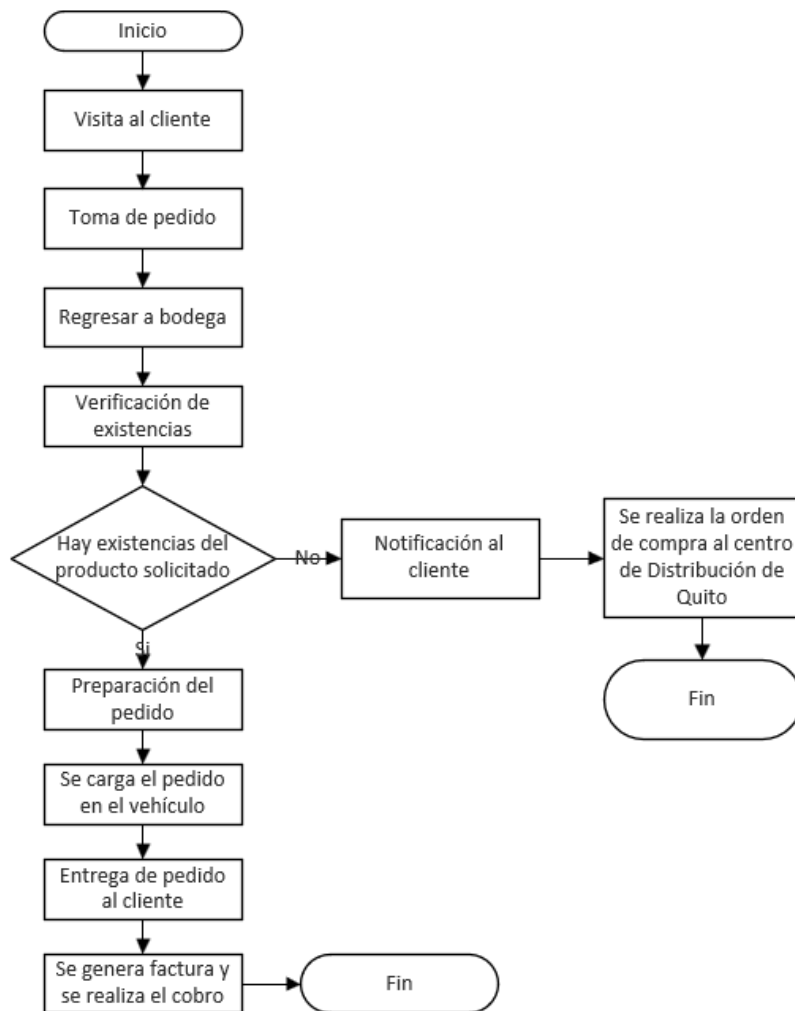 Inicio
Visita al cliente
Toma de pedido
Regresar a bodega
Verificación de
existencias
Hay existencias del
producto solicitado
No
Notificación al
cliente
Se realiza la orden
de compra al centro
de Distribución de
Quito
Fin
Si
Preparación del
pedido
Se carga el pedido
en el vehículo
Entrega de pedido
al cliente
Se genera factura y
se realiza el cobro
Fin